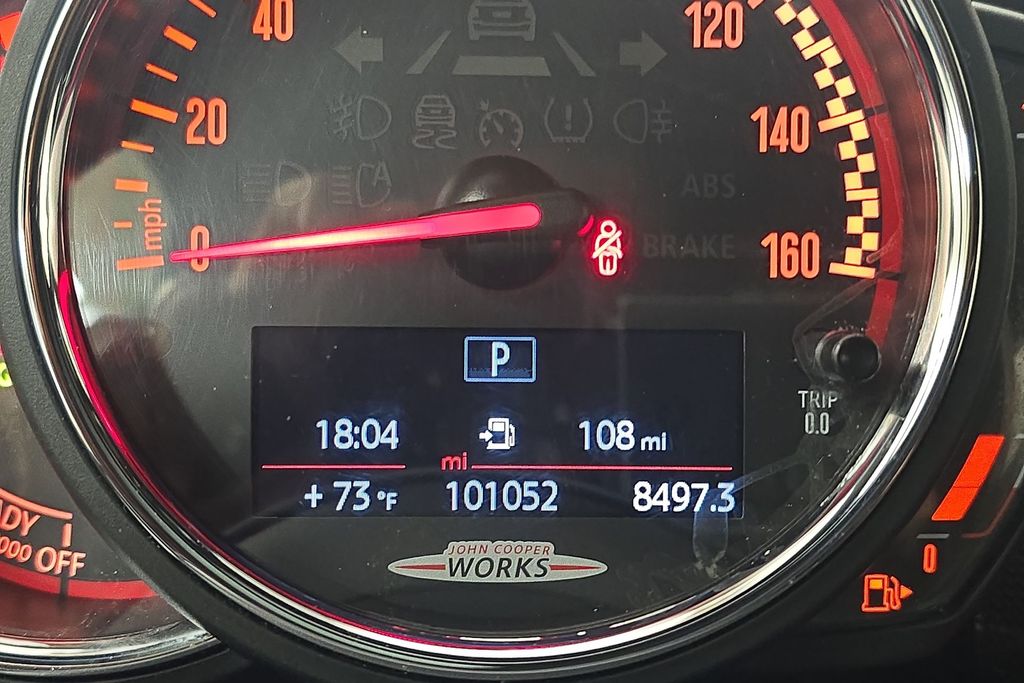 40
120
20
140
ABS
mph
0
BRAKE
160
P
TRIP
0.0
18:04
108 mi
mi
+ 73 °F
101052
8497.3
JOHN COOPER
WORKS
OFF
0